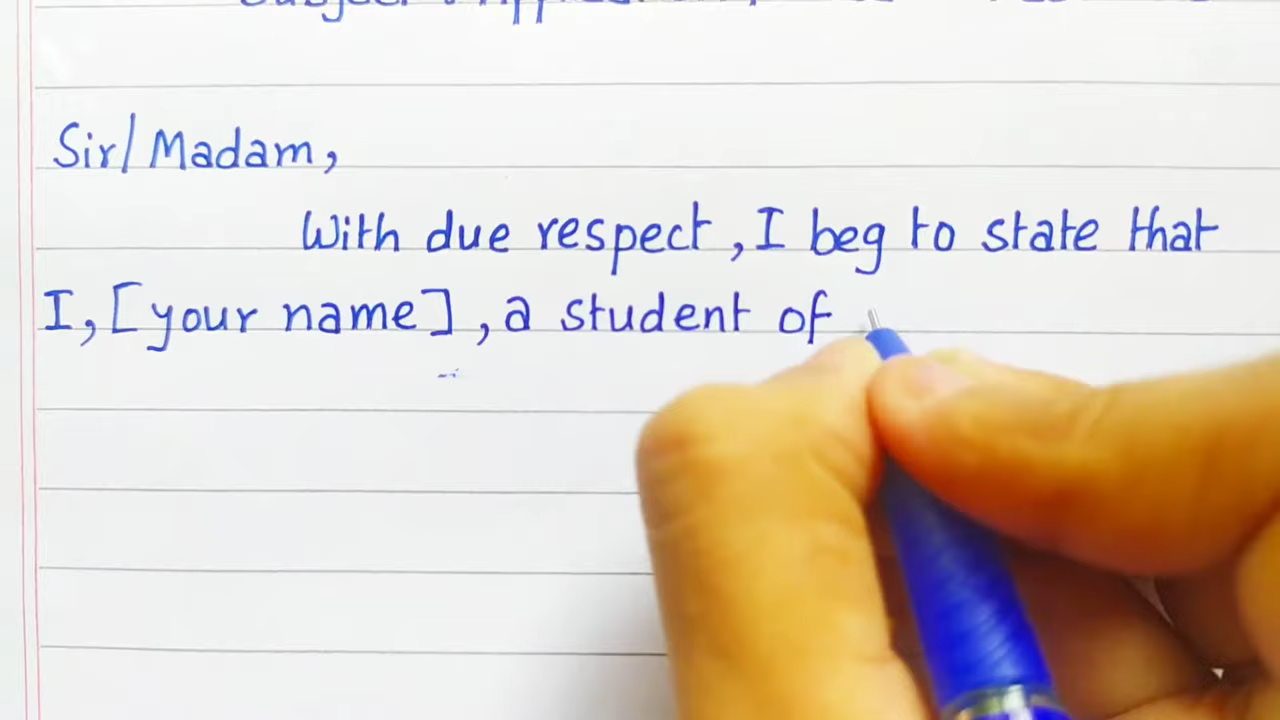 Sir/Madam,
With due respect, I beg to state that
I, [your name], a student of